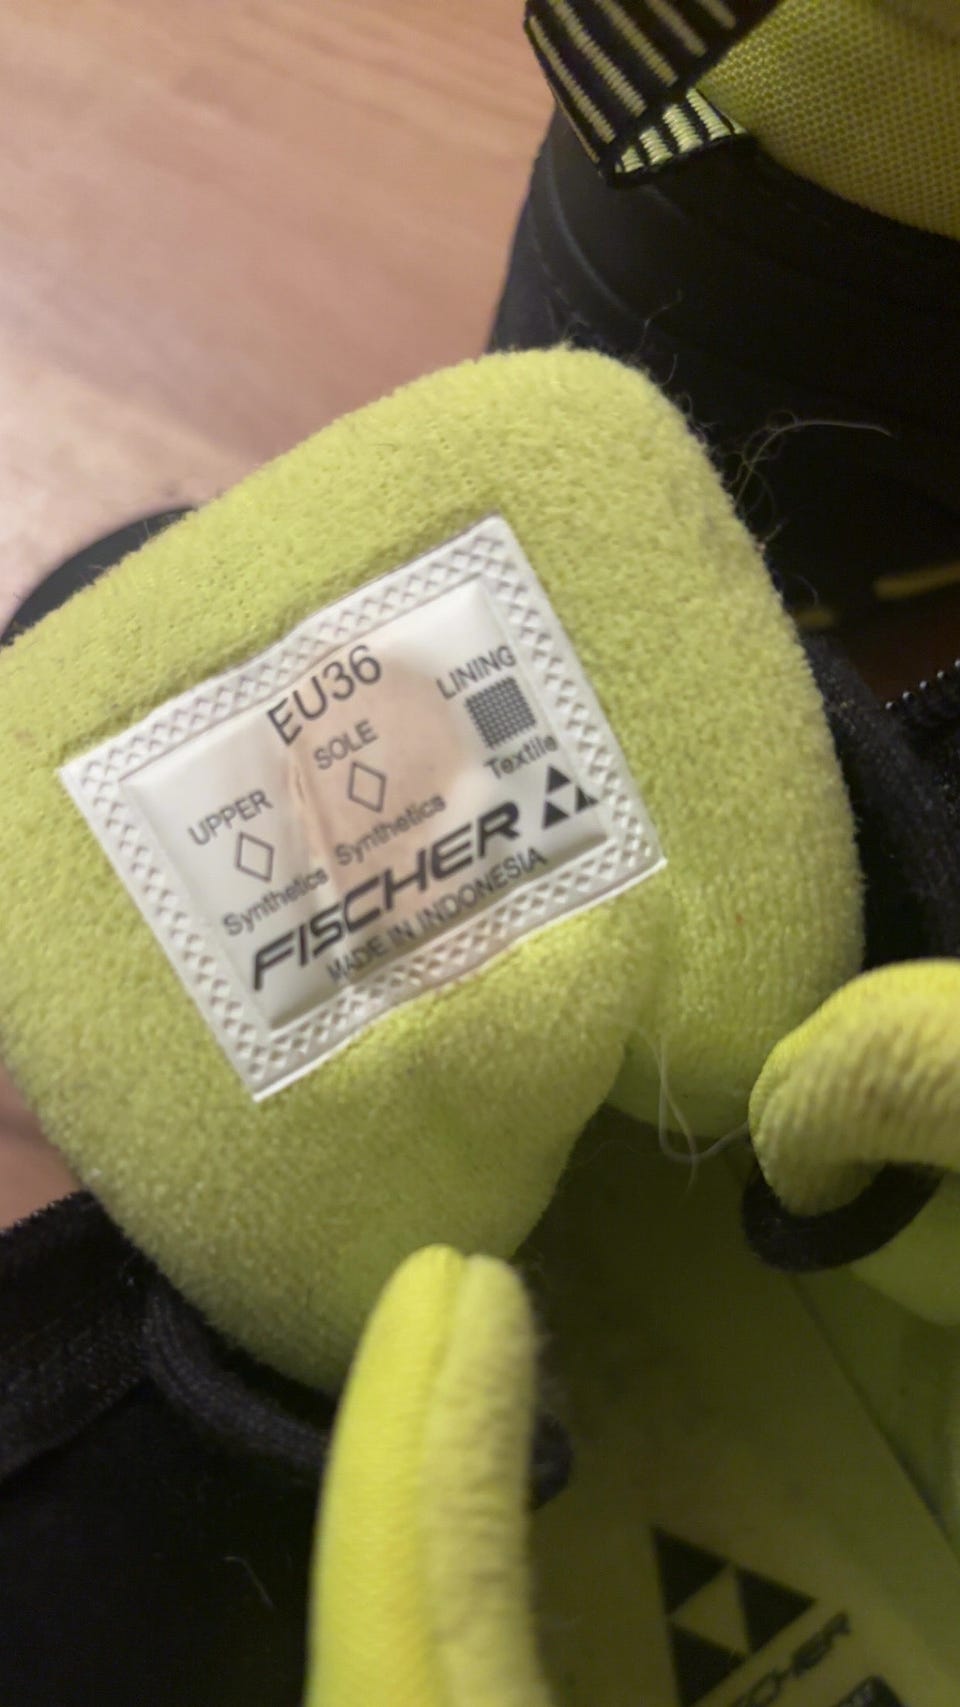 EU36
UPPER
Synthetics
SOLE
Synthetics
LINING
Textile
FISCHER
MADE IN INDONESIA